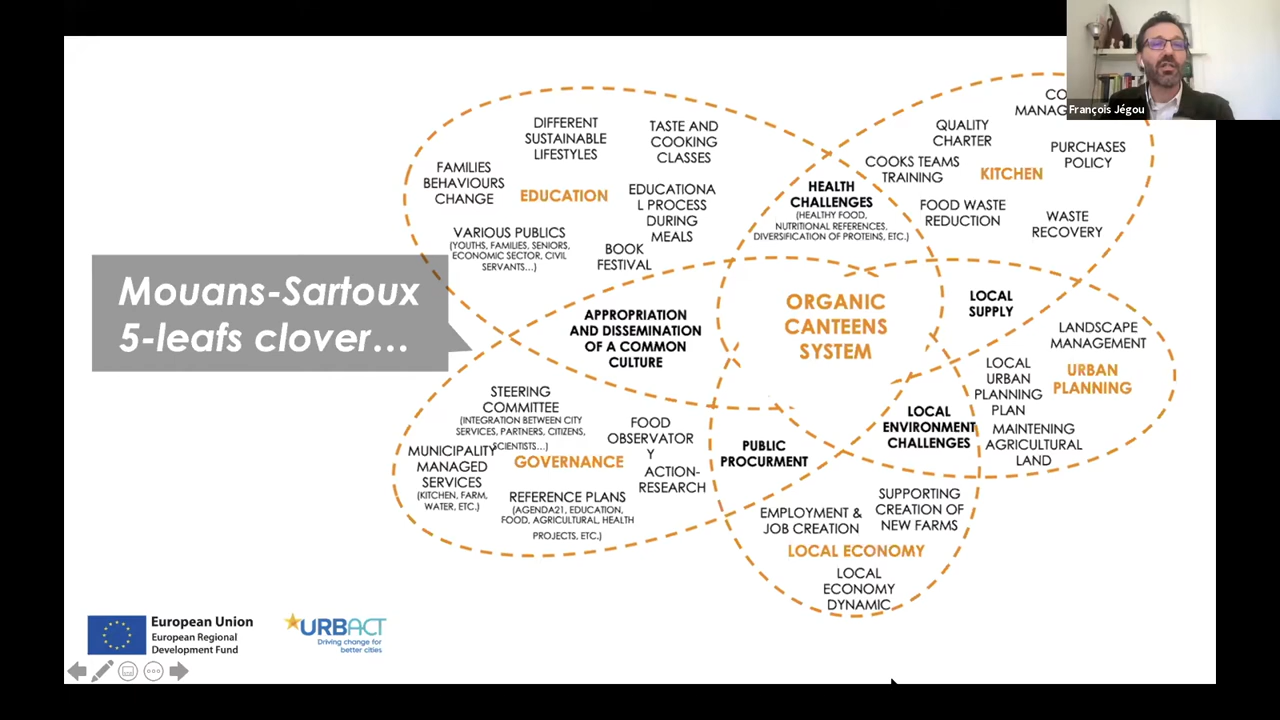 François Jégou
Mouans-Sartoux
5-leafs clover...
DIFFERENT
SUSTAINABLE
LIFESTYLES
TASTE AND
COOKING
CLASSES
FAMILIES
BEHAVIOURS
CHANGE
EDUCATION
EDUCATIONA
L PROCESS
DURING
MEALS
VARIOUS PUBLICS
(YOUTHS, FAMILIES, SENIORS,
ECONOMIC SECTOR, CIVIL
SERVANTS...)
BOOK
FESTIVAL
HEALTH
CHALLENGES
(HEALTHY FOOD,
NUTRITIONAL REFERENCES,
DIVERSIFICATION OF PROTEINS, ETC.)
QUALITY
CHARTER
COOKS TEAMS
TRAINING
KITCHEN
PURCHASES
POLICY
FOOD WASTE
REDUCTION
WASTE
RECOVERY
APPROPRIATION
AND DISSEMINATION
OF A COMMON
CULTURE
ORGANIC
CANTEENS
SYSTEM
LOCAL
SUPPLY
LANDSCAPE
MANAGEMENT
LOCAL
URBAN
PLANNING
PLAN
URBAN
PLANNING
MAINTENING
AGRICULTURAL
LAND
LOCAL
ENVIRONMENT
CHALLENGES
STEERING
COMMITTEE
(INTEGRATION BETWEEN CITY
SERVICES, PARTNERS, CITIZENS,
SCIENTISTS...)
MUNICIPALITY
MANAGED
SERVICES
(KITCHEN, FARM,
WATER, ETC.)
GOVERNANCE
FOOD
OBSERVATOR
Y
ACTION-
RESEARCH
REFERENCE PLANS
(AGENDA21, EDUCATION,
FOOD, AGRICULTURAL, HEALTH
PROJECTS, ETC.)
PUBLIC
PROCURMENT
EMPLOYMENT &
JOB CREATION
SUPPORTING
CREATION OF
NEW FARMS
LOCAL ECONOMY
LOCAL
ECONOMY
DYNAMIC
European Union
European Regional
Development Fund
URBACT
Driving change for
better cities